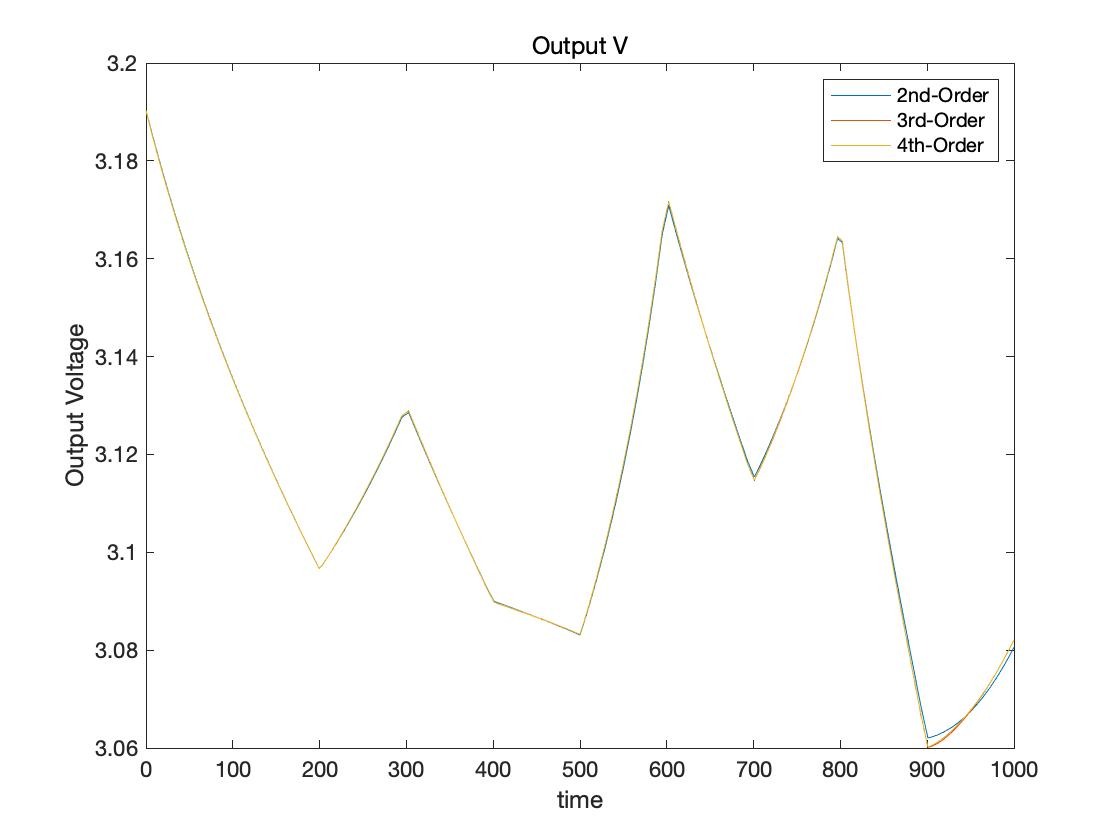 Output V
3.2
3.18
3.16
3.14
3.12
3.1
3.08
3.06
Output Voltage
2nd-Order
3rd-Order
4th-Order
0 100 200 300 400 500 600 700 800 900 1000
time